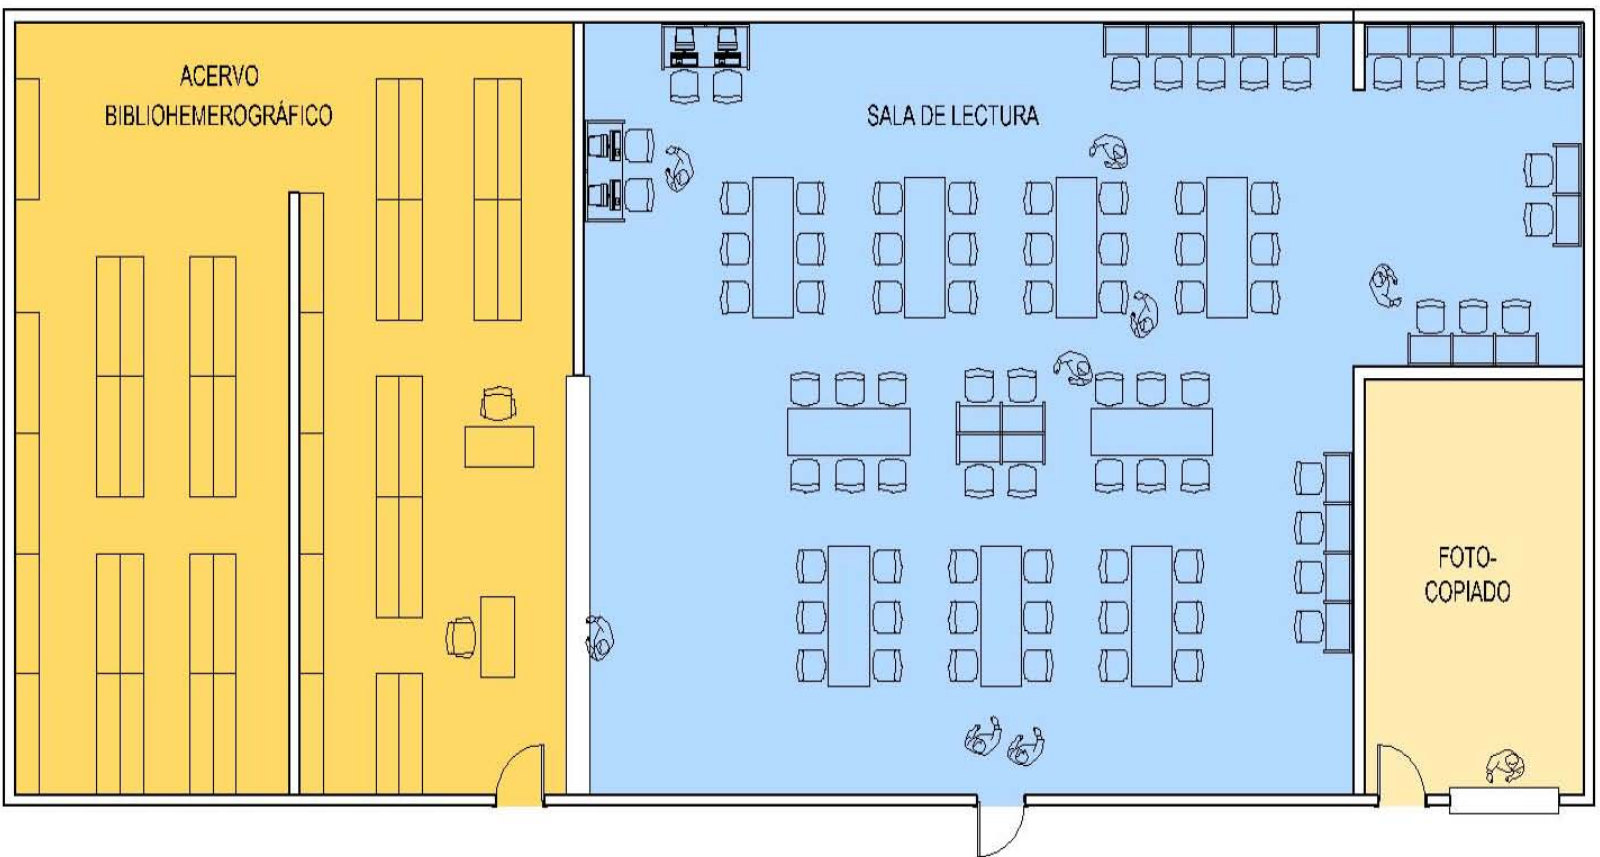 ACERVO
BIBLIOHEMEROGRÁFICO
SALA DE LECTURA
FOTO-
COPIADO